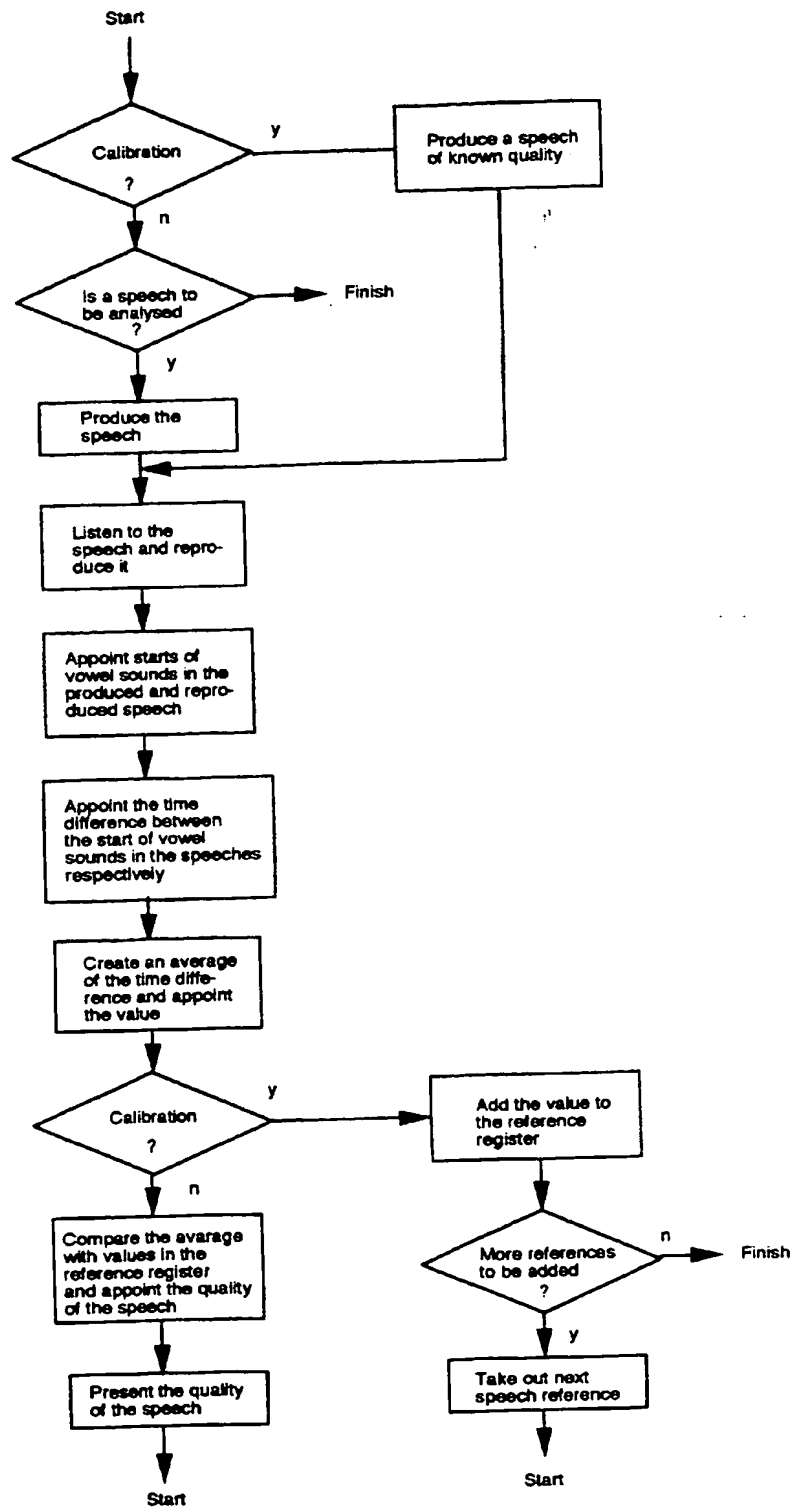 Start
Calibration
?
y
Produce a speech
of known quality
n
Is a speech to
be analysed
?
Finish
y
Produce the
speech
Listen to the
speech and repro-
duce it
Appoint starts of
vowel sounds in the
produced and repro-
duced speech
Appoint the time
difference between
the start of vowel
sounds in the speeches
respectively
Create an average
of the time diffe-
rence and appoint
the value
Calibration
?
y
Add the value to
the reference
register
n
Compare the avarage
with values in the
reference register
and appoint the quality
of the speech
More references
to be added
?
n
Finish
y
Present the quality
of the speech
Take out next
speech reference
Start
Start